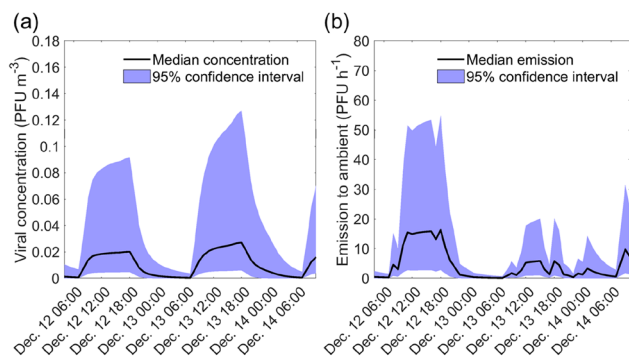 (a)
0.18
0.16
0.14
0.12
0.1
0.08
0.06
0.04
0.02
0
Viral concentration (PFU m-3)
Median concentration
95% confidence interval
Dec. 12 06:00
Dec. 12 12:00
Dec. 12 18:00
Dec. 13 00:00
Dec. 13 06:00
Dec. 13 12:00
Dec. 13 18:00
Dec. 14 00:00
Dec. 14 06:00
(b)
80
70
60
50
40
30
20
10
0
Emission to ambient (PFU h-1)
Median emission
95% confidence interval
Dec. 12 06:00
Dec. 12 12:00
Dec. 12 18:00
Dec. 13 00:00
Dec. 13 06:00
Dec. 13 12:00
Dec. 13 18:00
Dec. 14 00:00
Dec. 14 06:00